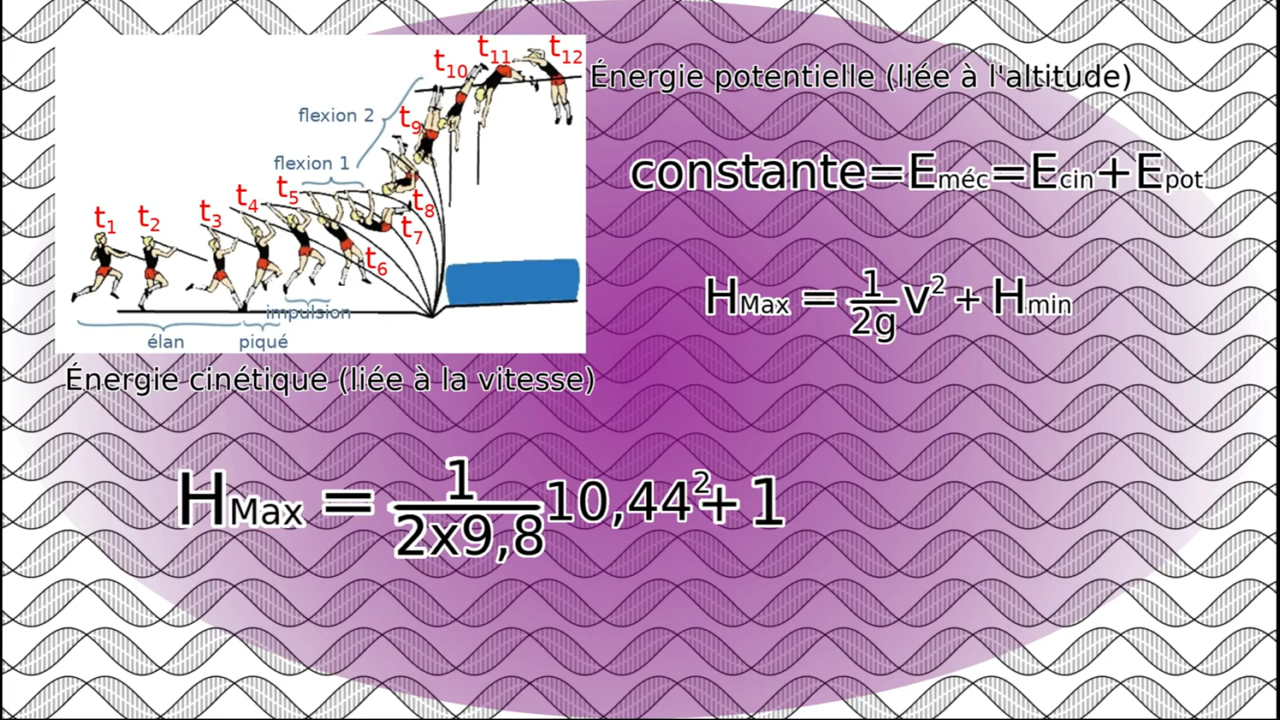 t1 t2 t3 t4 t5 t6 t7 t8 t9 t10 t11 t12
flexion 2
flexion 1
impulsion
élan piqué
Énergie cinétique (liée à la vitesse)
Énergie potentielle (liée à l'altitude)
constante=Eméc=Ecin+Epot
HMax = 1/2g v² + Hmin
HMax = 1/2x9,8 10,44²+ 1